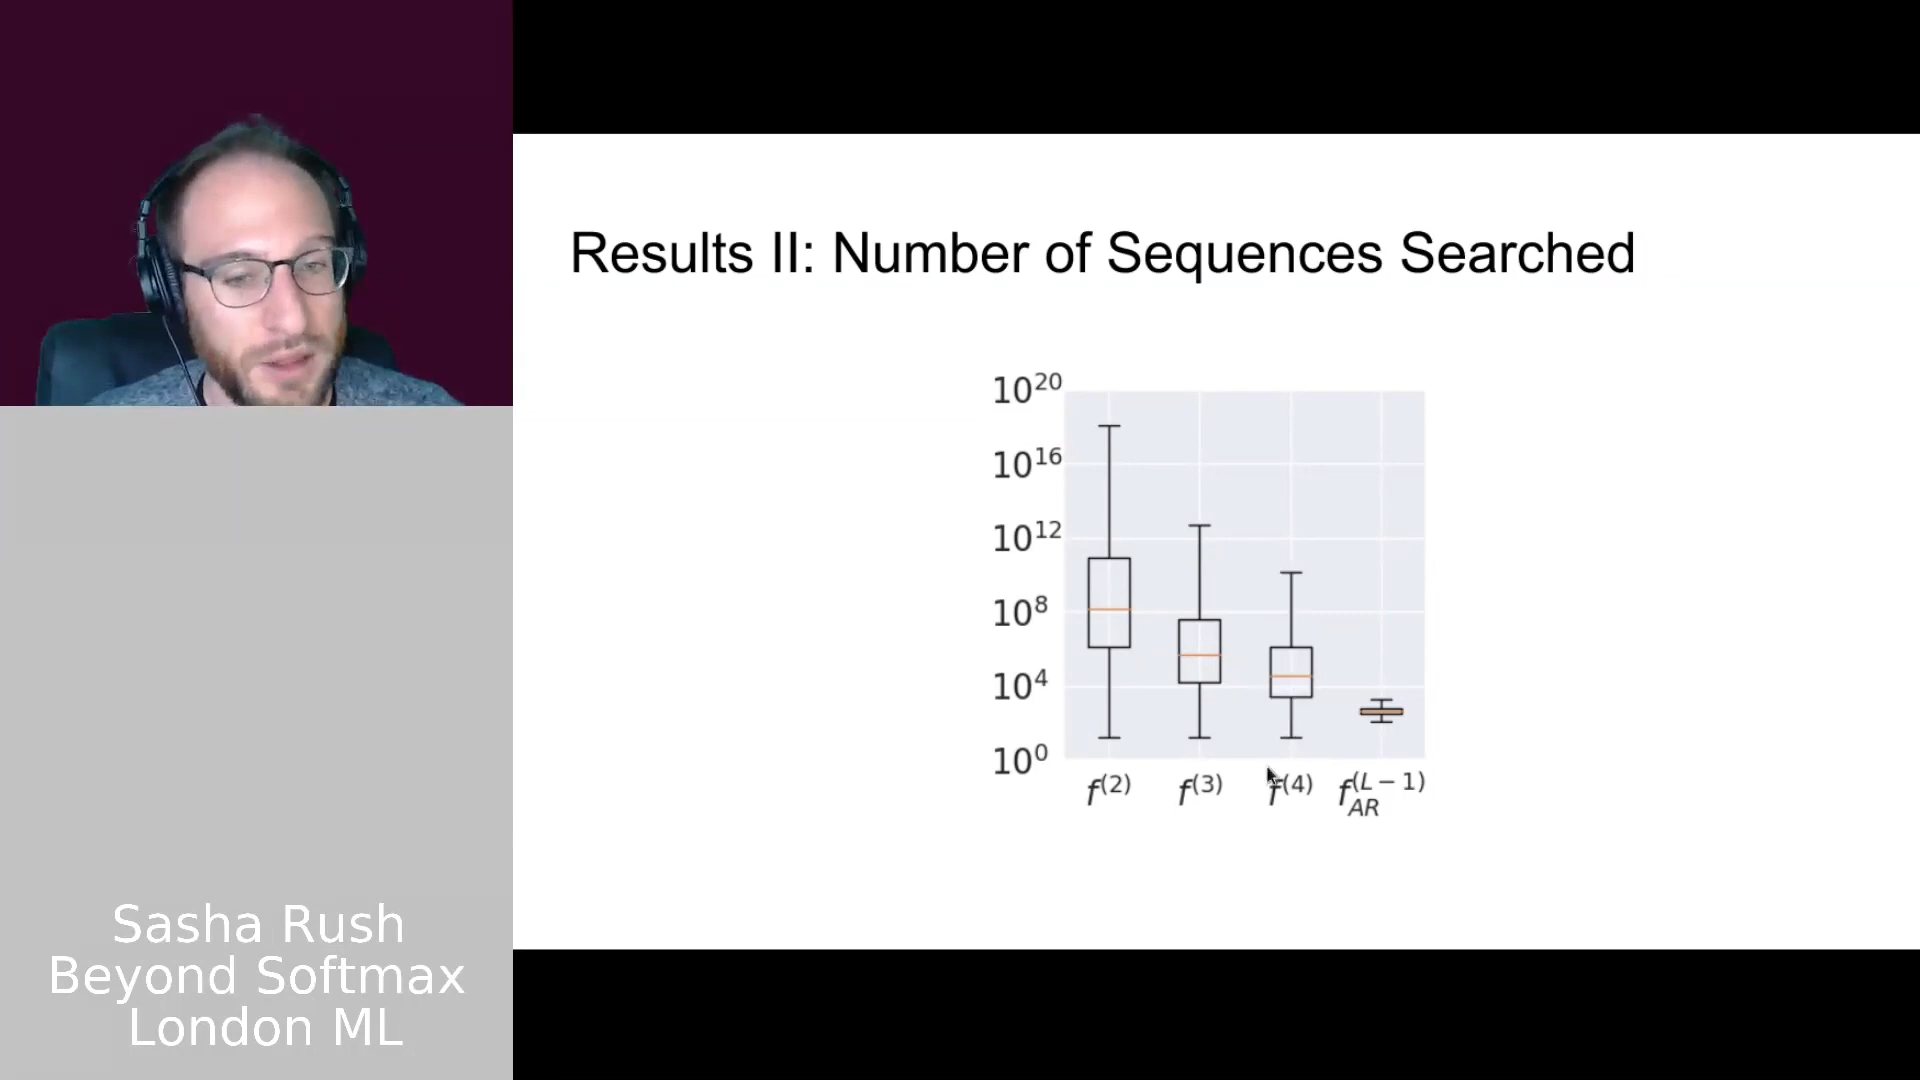 Results II: Number of Sequences Searched
10^20
10^16
10^12
10^8
10^4
10^0
f^(2) f^(3) f^(4) f_AR^(L − 1)
Sasha Rush
Beyond Softmax
London ML